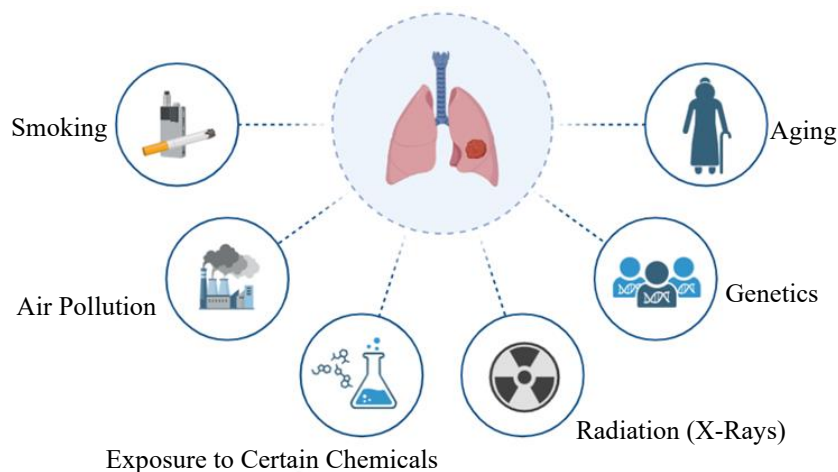 Smoking
Aging
Air Pollution
Genetics
Exposure to Certain Chemicals
Radiation (X-Rays)